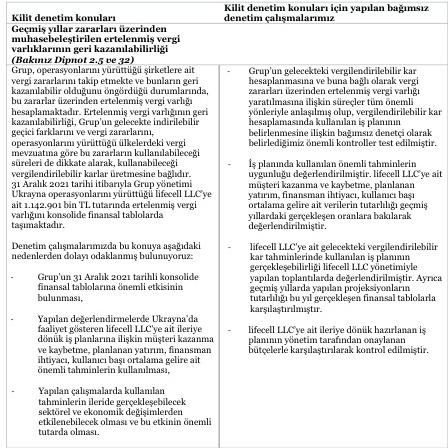 Kilit denetim konuları
Kilit denetim konuları için yapılan bağımsız
denetim çalışmalarımız
Geçmiş yıllar zararları üzerinden
muhasebeleştirilen ertelenmiş vergi
varlıklarının geri kazanılabilirliği
(Bakınız Dipnot 2.5 ve 32)
Grup, operasyonlarını yürüttüğü şirketlere ait
vergi zararlarını takip etmekte ve bunların geri
kazanılabilir olduğunu öngördüğü durumlarında,
bu zararlar üzerinden ertelenmiş vergi varlığı
hesaplamaktadır. Ertelenmiş vergi varlığının geri
kazanılabilirliği, Grup'un gelecekte indirilebilir
geçici farkların ve vergi zararlarını,
operasyonlarını yürüttüğü ülkelerdeki vergi
mevzuatına göre bu zararların kullanılabileceği
süreleri de dikkate alarak, kullanabileceği
vergilendirilebilir karlar üretmesine bağlıdır.
31 Aralık 2021 tarihi itibarıyla Grup yönetimi
Ukrayna operasyonlarını yürüttüğü lifecell LLC'ye
ait 1.142.901 bin TL tutarında ertelenmiş vergi
varlığını konsolide finansal tablolarda
taşımaktadır.
Denetim çalışmalarımızda bu konuya aşağıdaki
nedenlerden dolayı odaklanmış bulunuyoruz:
- Grup'un 31 Aralık 2021 tarihli konsolide
finansal tablolarına önemli etkisinin
bulunması,
- Yapılan değerlendirmelerde Ukrayna'da
faaliyet gösteren lifecell LLC'ye ait ileriye
dönük iş planlarına ilişkin müşteri kazanma
ve kaybetme, planlanan yatırım, finansman
ihtiyacı, kullanıcı başı ortalama gelire ait
önemli tahminlerin kullanılması,
- Yapılan çalışmalarda kullanılan
tahminlerin ileride gerçekleşebilecek
sektörel ve ekonomik değişimlerden
etkilenebilecek olması ve bu etkinin önemli
tutarda olması.
- Grup'un gelecekteki vergilendirilebilir kar
hesaplanmasına ve buna bağlı olarak vergi
zararları üzerinden ertelenmiş vergi varlığı
yaratılmasına ilişkin süreçler tüm önemli
yönleriyle anlaşılmış olup, vergilendirilebilir kar
hesaplamasında kullanılan iş planının
belirlenmesine ilişkin bağımsız denetçi olarak
belirlediğimiz önemli kontroller test edilmiştir.
- İş planında kullanılan önemli tahminlerin
uygunluğu değerlendirilmiştir. lifecell LLC'ye ait
müşteri kazanma ve kaybetme, planlanan
yatırım, finansman ihtiyacı, kullanıcı başı
ortalama gelire ait verilerin tutarlılığı geçmiş
yıllardaki gerçekleşen oranlara bakılarak
değerlendirilmiştir.
- lifecell LLC'ye ait gelecekteki vergilendirilebilir
kar tahminlerinde kullanılan iş planının
gerçekleşebilirliği lifecell LLC yönetimiyle
yapılan toplantılarda değerlendirilmiştir. Ayrıca
geçmiş yıllarda yapılan projeksiyonların
tutarlılığı bu yıl gerçekleşen finansal tablolarla
karşılaştırılmıştır.
- lifecell LLC'ye ait ileriye dönük hazırlanan iş
planının yönetim tarafından onaylanan
bütçelerle karşılaştırılarak kontrol edilmiştir.